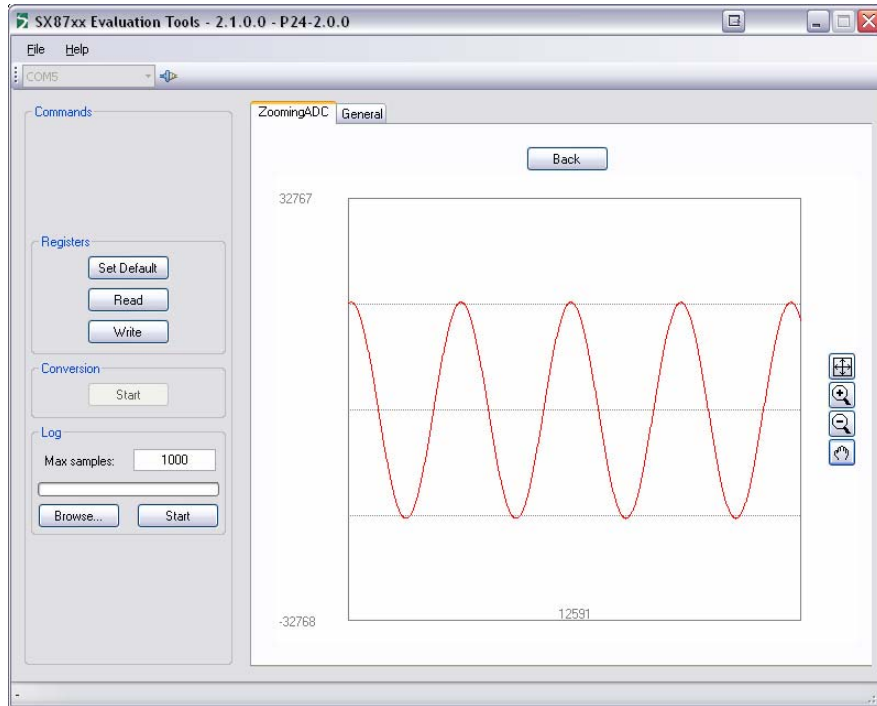 SX87xx Evaluation Tools - 2.1.0.0 - P24-2.0.0
File Help
COM5
Commands
ZoomingADC General
Back
32767
Registers
Set Default
Read
Write
Conversion
Start
Log
Max samples: 1000
Browse... Start
12591
-32768
-